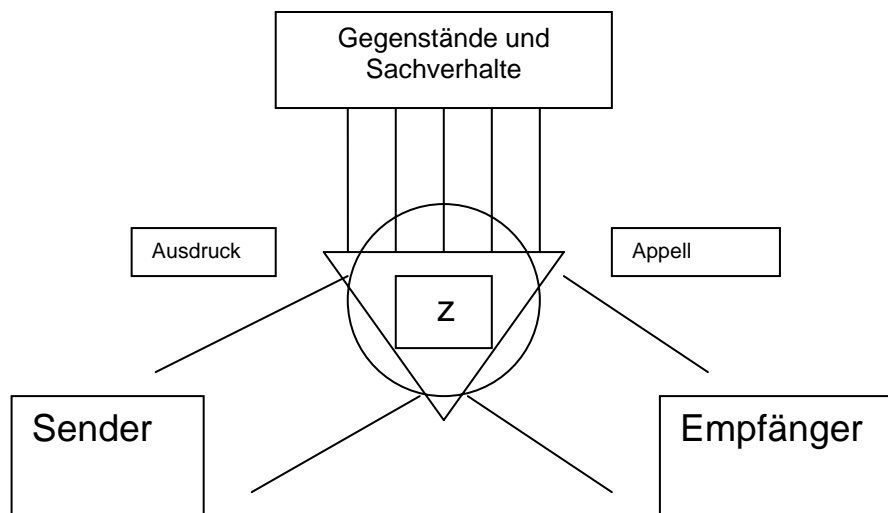 Gegenstände und
Sachverhalte
Ausdruck
Appell
Z
Sender
Empfänger